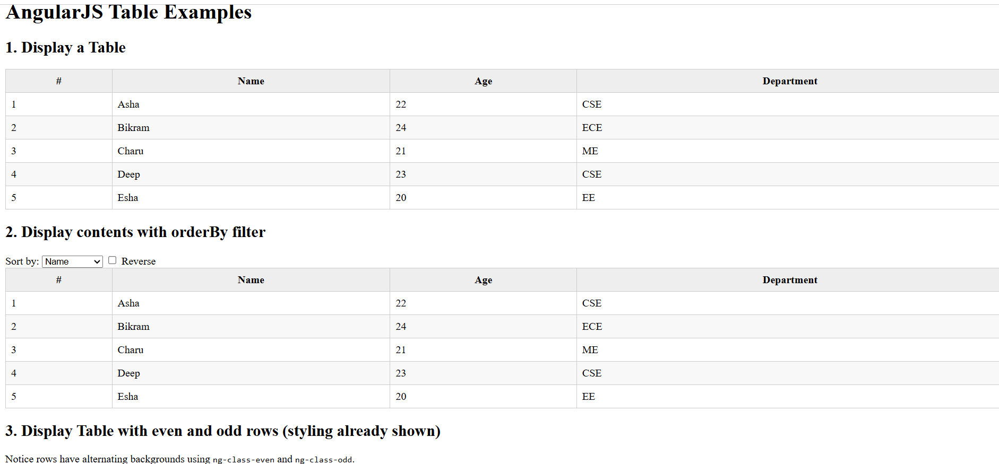 AngularJS Table Examples
1. Display a Table
# Name Age Department
1 Asha 22 CSE
2 Bikram 24 ECE
3 Charu 21 ME
4 Deep 23 CSE
5 Esha 20 EE
2. Display contents with orderBy filter
Sort by: Name Reverse
# Name Age Department
1 Asha 22 CSE
2 Bikram 24 ECE
3 Charu 21 ME
4 Deep 23 CSE
5 Esha 20 EE
3. Display Table with even and odd rows (styling already shown)
Notice rows have alternating backgrounds using ng-class-even and ng-class-odd.